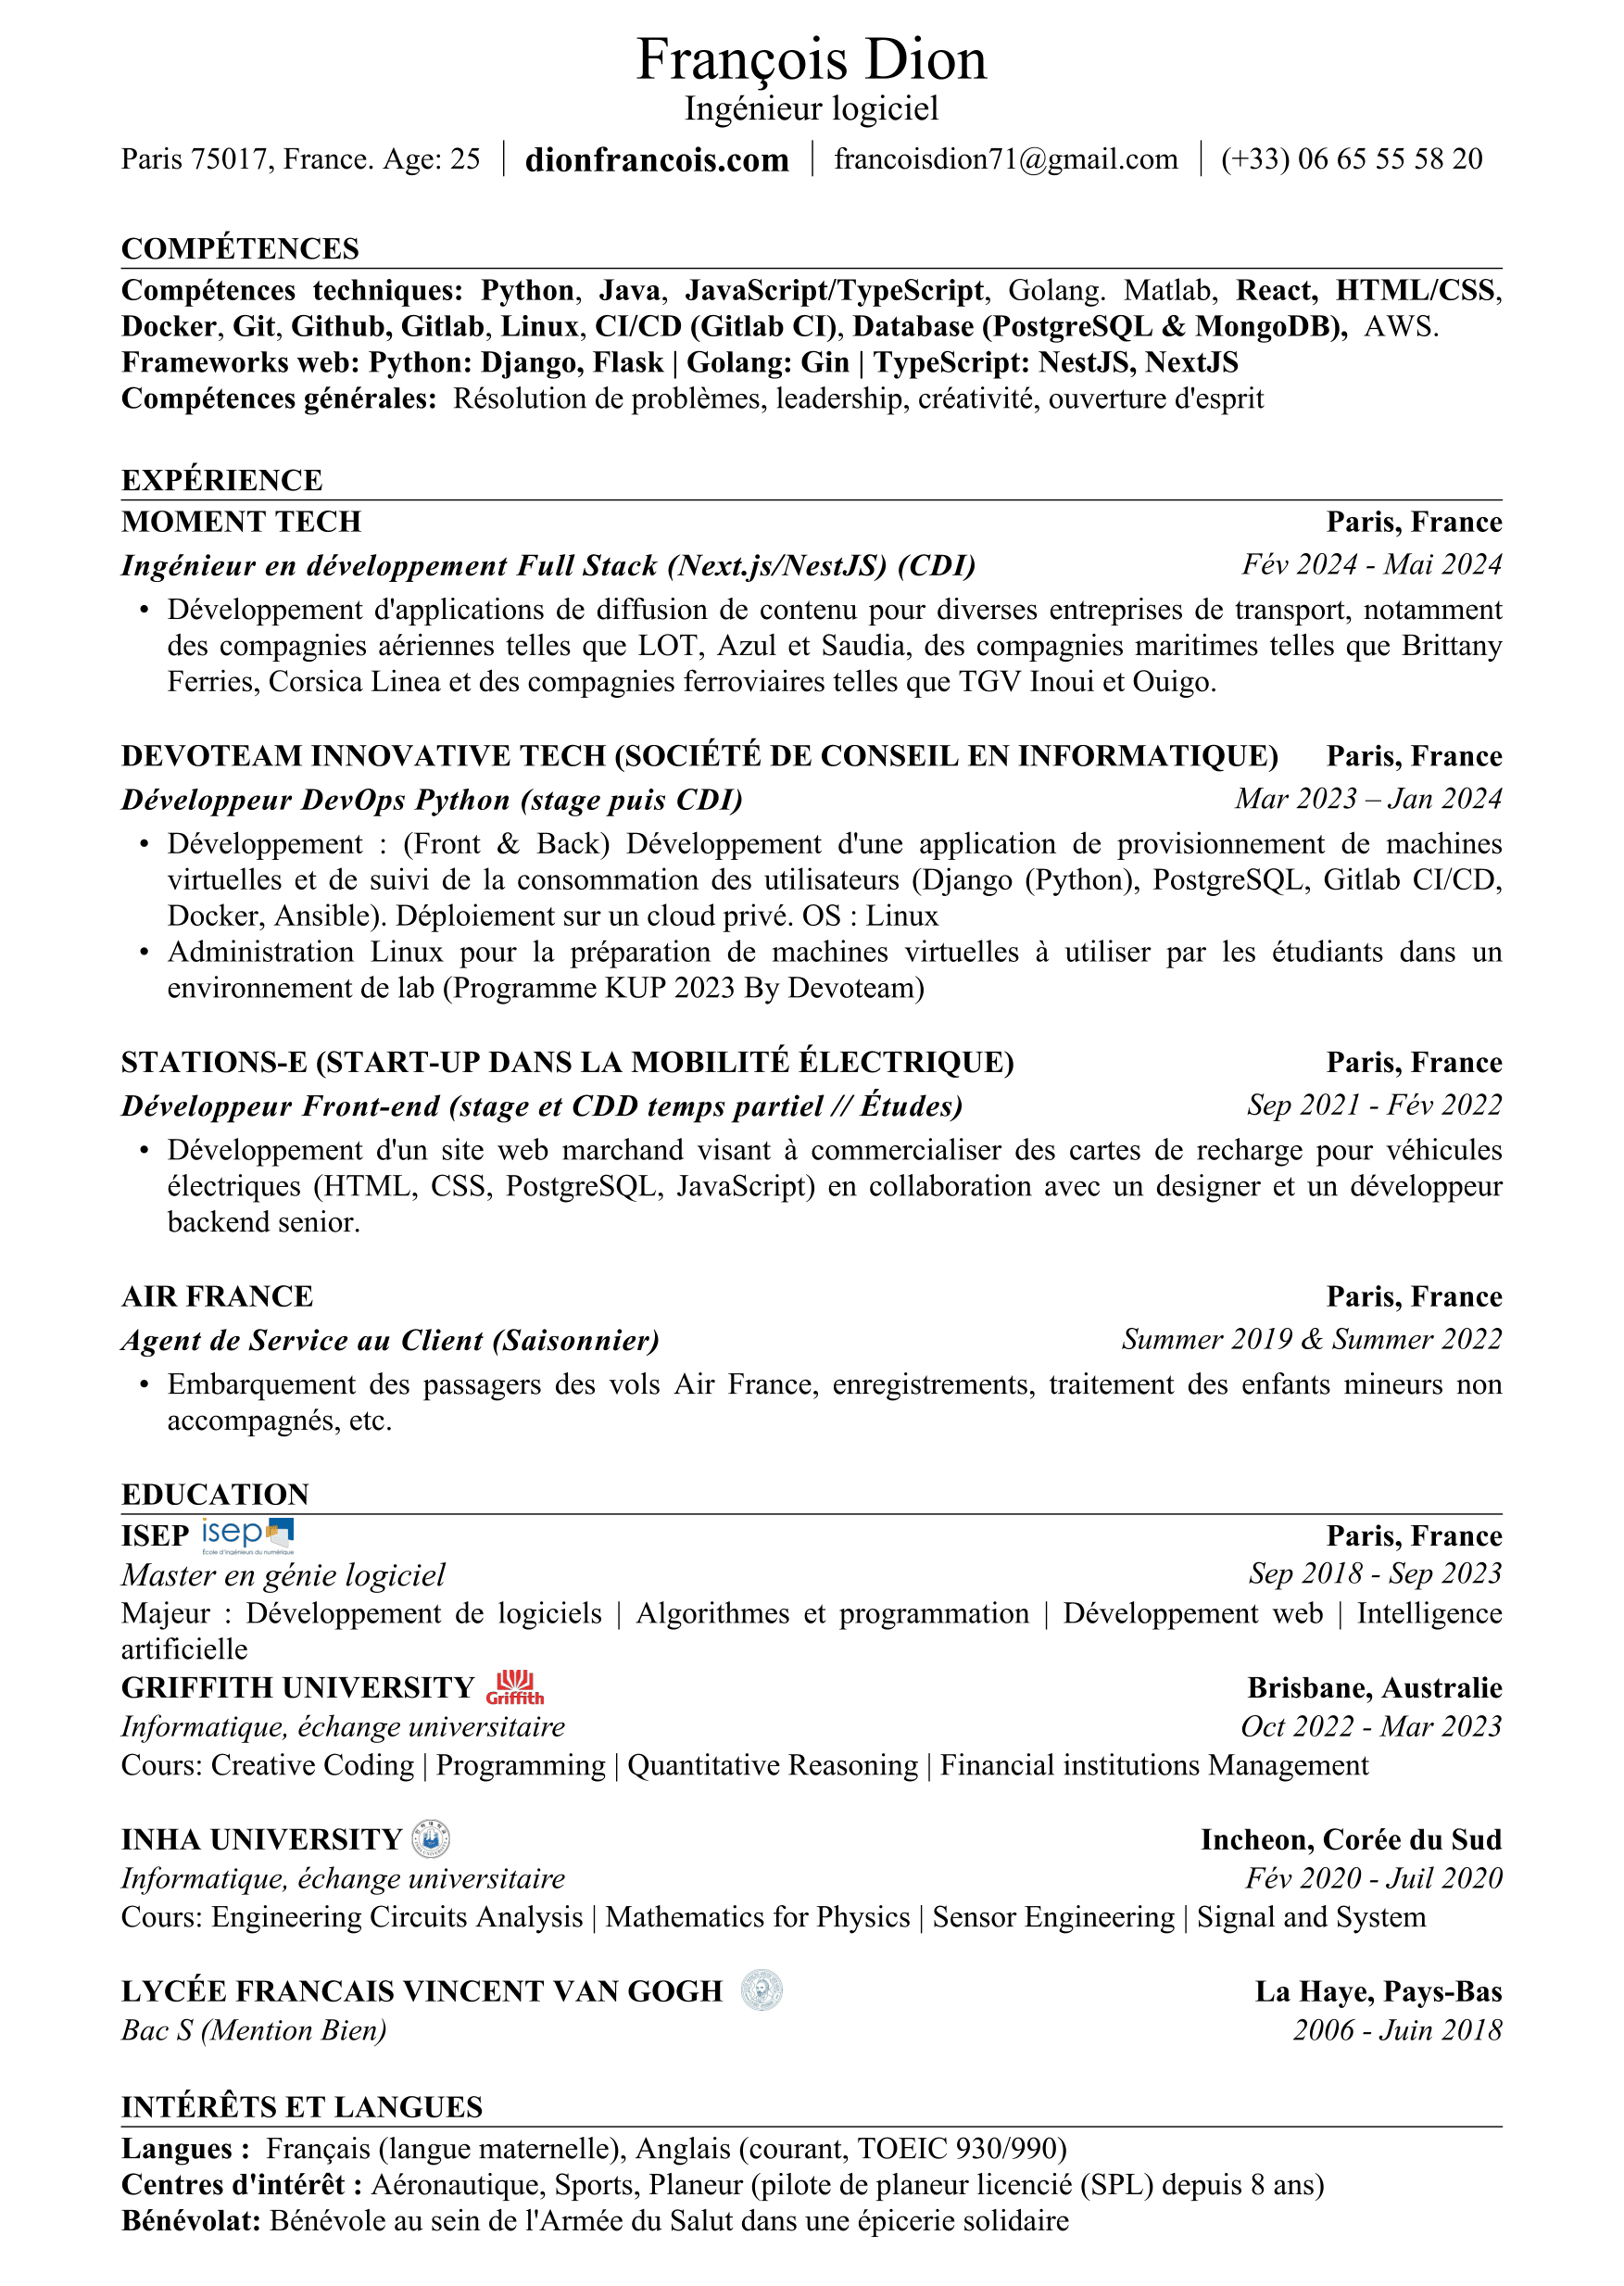 François Dion
Ingénieur logiciel
Paris 75017, France. Age: 25 | dionfrancois.com | francoisdion71@gmail.com | (+33) 06 65 55 58 20
COMPÉTENCES
Compétences techniques: Python, Java, JavaScript/TypeScript, Golang. Matlab, React, HTML/CSS,
Docker, Git, Github, Gitlab, Linux, CI/CD (Gitlab CI), Database (PostgreSQL & MongoDB), AWS.
Frameworks web: Python: Django, Flask | Golang: Gin | TypeScript: NestJS, NextJS
Compétences générales: Résolution de problèmes, leadership, créativité, ouverture d'esprit
EXPÉRIENCE
MOMENT TECH Paris, France
Ingénieur en développement Full Stack (Next.js/NestJS) (CDI) Fév 2024 - Mai 2024
• Développement d'applications de diffusion de contenu pour diverses entreprises de transport, notamment
des compagnies aériennes telles que LOT, Azul et Saudia, des compagnies maritimes telles que Brittany
Ferries, Corsica Linea et des compagnies ferroviaires telles que TGV Inoui et Ouigo.
DEVOTEAM INNOVATIVE TECH (SOCIÉTÉ DE CONSEIL EN INFORMATIQUE) Paris, France
Développeur DevOps Python (stage puis CDI) Mar 2023 – Jan 2024
• Développement : (Front & Back) Développement d'une application de provisionnement de machines
virtuelles et de suivi de la consommation des utilisateurs (Django (Python), PostgreSQL, Gitlab CI/CD,
Docker, Ansible). Déploiement sur un cloud privé. OS : Linux
• Administration Linux pour la préparation de machines virtuelles à utiliser par les étudiants dans un
environnement de lab (Programme KUP 2023 By Devoteam)
STATIONS-E (START-UP DANS LA MOBILITÉ ÉLECTRIQUE) Paris, France
Développeur Front-end (stage et CDD temps partiel // Études) Sep 2021 - Fév 2022
• Développement d'un site web marchand visant à commercialiser des cartes de recharge pour véhicules
électriques (HTML, CSS, PostgreSQL, JavaScript) en collaboration avec un designer et un développeur
backend senior.
AIR FRANCE Paris, France
Agent de Service au Client (Saisonnier) Summer 2019 & Summer 2022
• Embarquement des passagers des vols Air France, enregistrements, traitement des enfants mineurs non
accompagnés, etc.
EDUCATION
ISEP isep Paris, France
École d'ingénieurs du numérique
Master en génie logiciel Sep 2018 - Sep 2023
Majeur : Développement de logiciels | Algorithmes et programmation | Développement web | Intelligence
artificielle
GRIFFITH UNIVERSITY Griffith Brisbane, Australie
Informatique, échange universitaire Oct 2022 - Mar 2023
Cours: Creative Coding | Programming | Quantitative Reasoning | Financial institutions Management
INHA UNIVERSITY Incheon, Corée du Sud
Informatique, échange universitaire Fév 2020 - Juil 2020
Cours: Engineering Circuits Analysis | Mathematics for Physics | Sensor Engineering | Signal and System
LYCÉE FRANCAIS VINCENT VAN GOGH La Haye, Pays-Bas
Bac S (Mention Bien) 2006 - Juin 2018
INTÉRÊTS ET LANGUES
Langues : Français (langue maternelle), Anglais (courant, TOEIC 930/990)
Centres d'intérêt : Aéronautique, Sports, Planeur (pilote de planeur licencié (SPL) depuis 8 ans)
Bénévolat: Bénévole au sein de l'Armée du Salut dans une épicerie solidaire